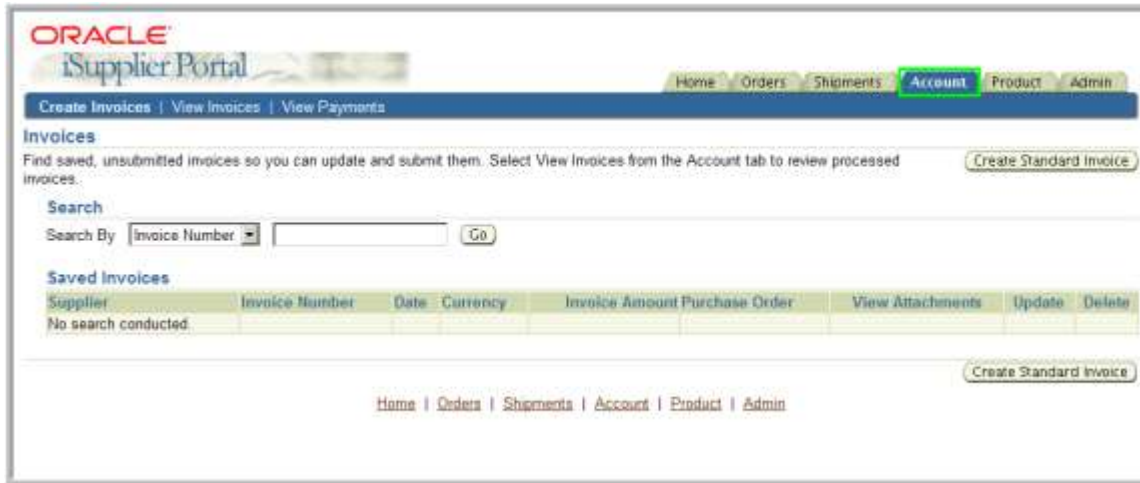 ORACLE
iSupplier Portal
Home Orders Shipments Account Product Admin
Create Invoices | View Invoices | View Payments
Invoices
Find saved, unsubmitted invoices so you can update and submit them. Select View Invoices from the Account tab to review processed
invoices.
Create Standard Invoice
Search
Search By Invoice Number Go
Saved Invoices
Supplier Invoice Number Date Currency Invoice Amount Purchase Order View Attachments Update Delete
No search conducted.
Create Standard Invoice
Home | Orders | Shipments | Account | Product | Admin